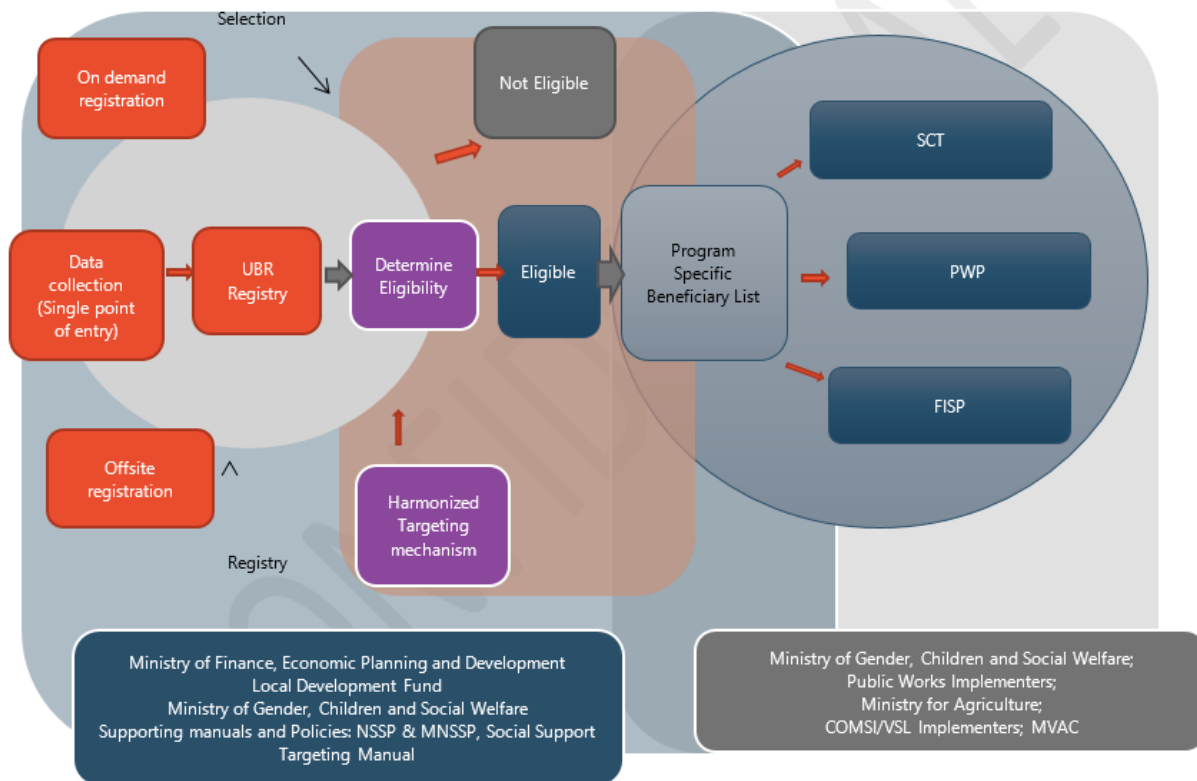 Selection
On demand
registration
Not Eligible
SCT
Data
collection
(Single point
of entry)
UBR
Registry
Determine
Eligibility
Eligible
Program
Specific
Beneficiary List
PWP
FISP
Offsite
registration
Harmonized
Targeting
mechanism
Registry
Ministry of Finance, Economic Planning and Development
Local Development Fund
Ministry of Gender, Children and Social Welfare
Supporting manuals and Policies: NSSP & MNSSP, Social Support
Targeting Manual
Ministry of Gender, Children and Social Welfare;
Public Works Implementers;
Ministry for Agriculture;
COMSI/VSL Implementers; MVAC